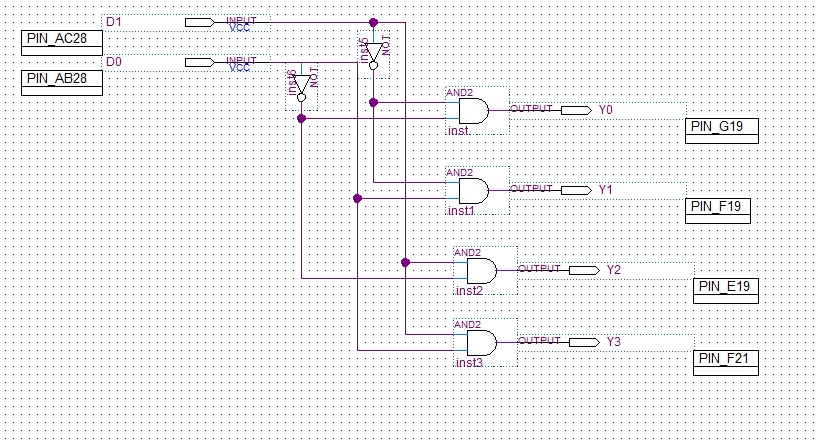 D1
INPUT
VCC
PIN_AC28
D0
INPUT
VCC
PIN_AB28
inst5
NOT
inst6
NOT
AND2
inst
OUTPUT
Y0
PIN_G19
AND2
inst1
OUTPUT
Y1
PIN_F19
AND2
inst2
OUTPUT
Y2
PIN_E19
AND2
inst3
OUTPUT
Y3
PIN_F21